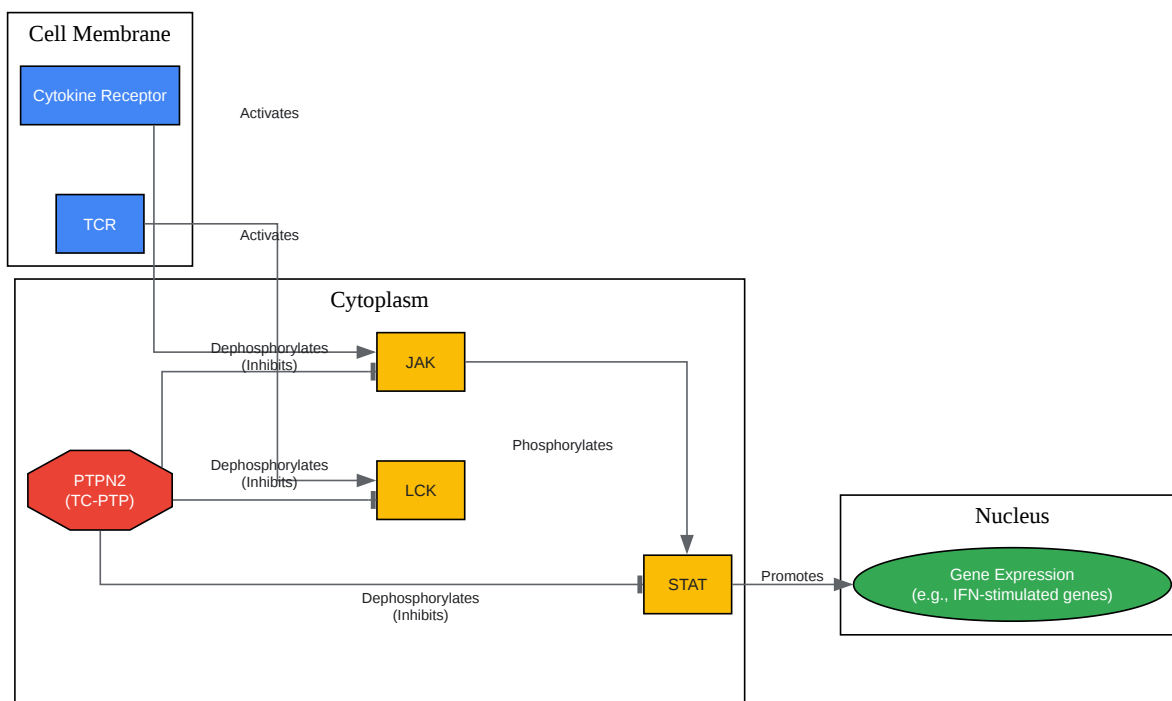 Cell Membrane
Cytokine Receptor
Activates
TCR
Activates
Cytoplasm
Dephosphorylates
(Inhibits)
JAK
Phosphorylates
Dephosphorylates
(Inhibits)
PTPN2
(TC-PTP)
LCK
Nucleus
STAT
Promotes
Gene Expression
(e.g., IFN-stimulated genes)
Dephosphorylates
(Inhibits)